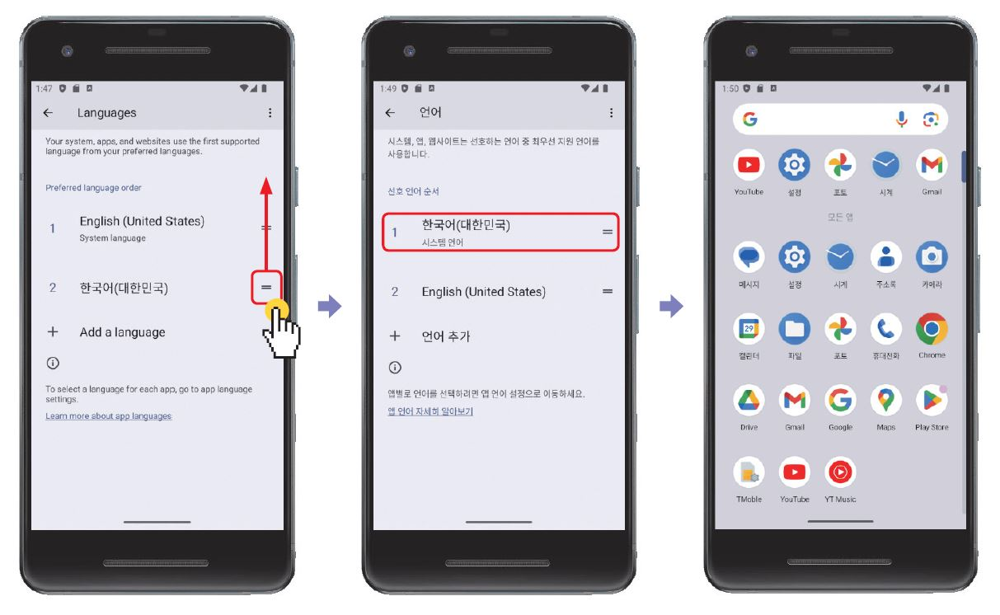 1:47
Languages
Your system, apps, and websites use the first supported
language from your preferred languages.
Preferred language order
1
English (United States)
System language
2
한국어(대한민국)
+ Add a language
To select a language for each app, go to app language
settings.
Learn more about app languages
1:49
언어
시스템, 앱, 웹사이트는 선호하는 언어 중 최우선 지원 언어를
사용합니다.
선호 언어 순서
1
한국어(대한민국)
시스템 언어
2
English (United States)
+ 언어 추가
앱별로 언어를 선택하려면 앱 언어 설정으로 이동하세요.
앱 언어 자세히 알아보기
1:50
YouTube 설정 포토 시계 Gmail
모든 앱
메시지 설정 시계 주소록 카메라
29
캘린더 파일 포토 휴대전화 Chrome
Drive Gmail Google Maps Play Store
TMoble YouTube YT Music